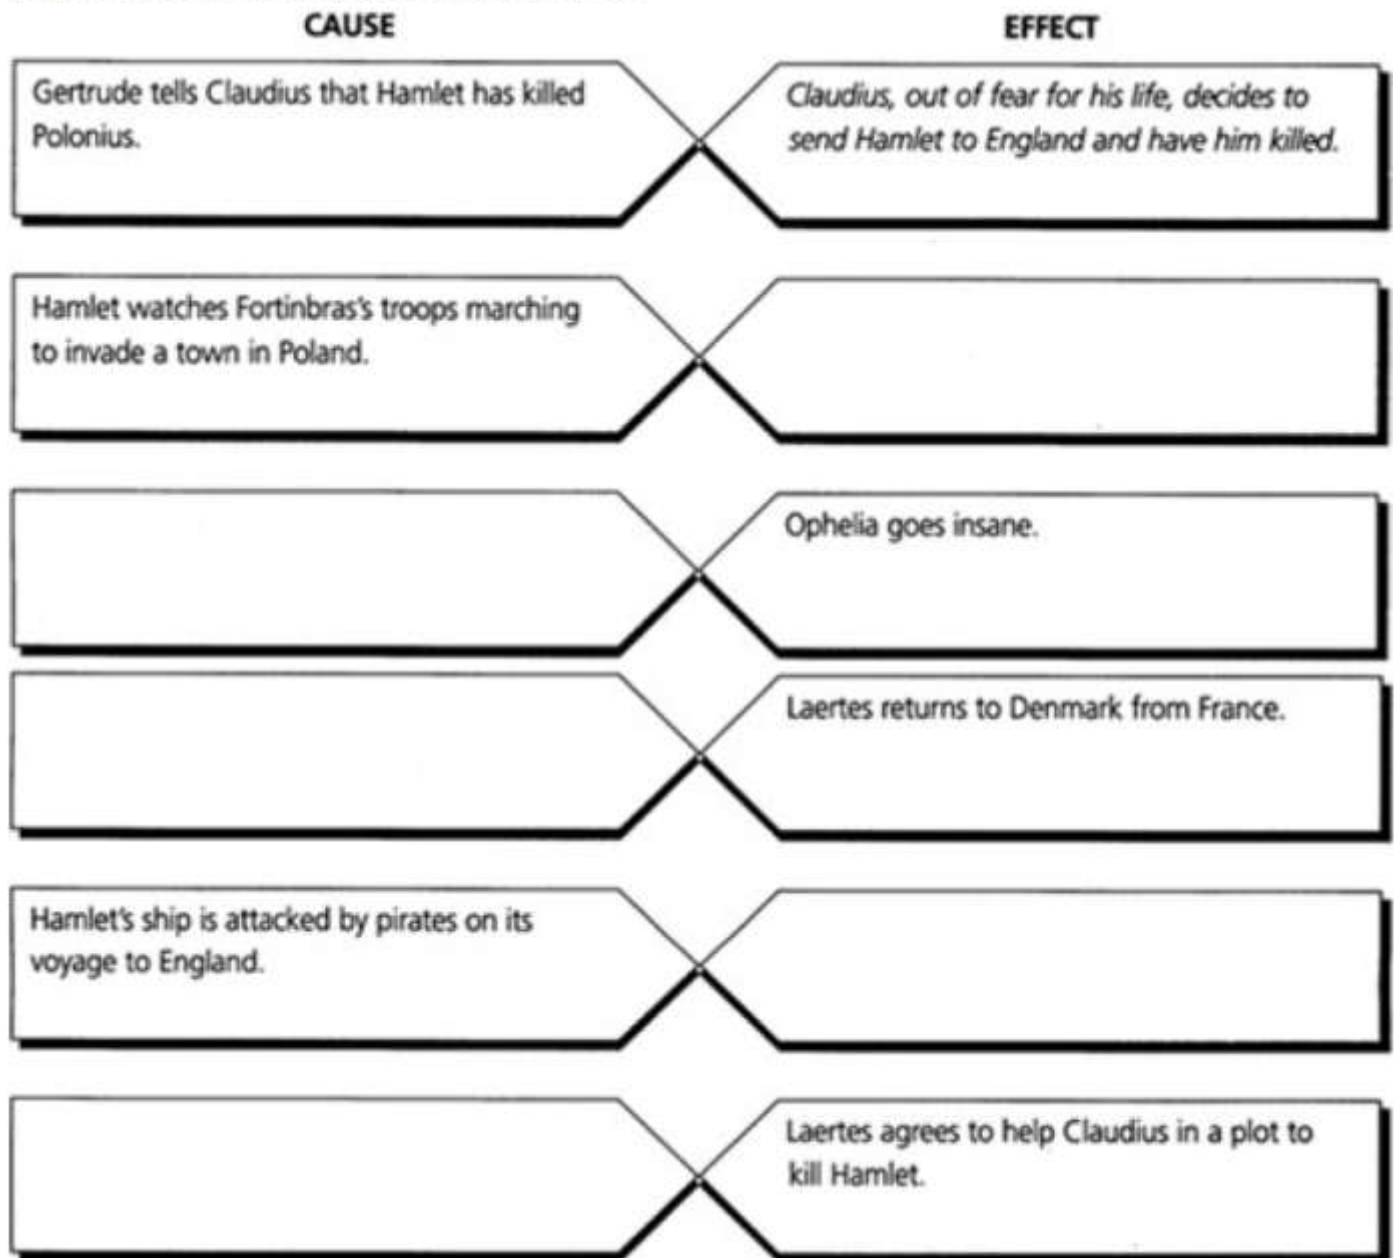 CAUSE
EFFECT
Gertrude tells Claudius that Hamlet has killed
Polonius.
Claudius, out of fear for his life, decides to
send Hamlet to England and have him killed.
Hamlet watches Fortinbras's troops marching
to invade a town in Poland.
Ophelia goes insane.
Laertes returns to Denmark from France.
Hamlet's ship is attacked by pirates on its
voyage to England.
Laertes agrees to help Claudius in a plot to
kill Hamlet.